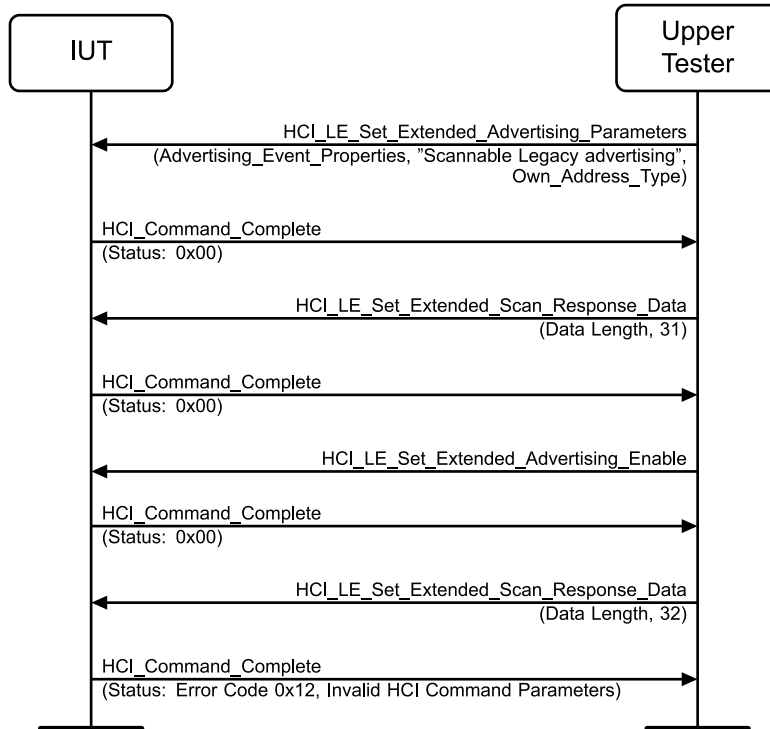 IUT
Upper
Tester
HCI_LE_Set_Extended_Advertising_Parameters
(Advertising_Event_Properties, ”Scannable Legacy advertising”,
Own_Address_Type)
HCI_Command_Complete
(Status: 0x00)
HCI_LE_Set_Extended_Scan_Response_Data
(Data Length, 31)
HCI_Command_Complete
(Status: 0x00)
HCI_LE_Set_Extended_Advertising_Enable
HCI_Command_Complete
(Status: 0x00)
HCI_LE_Set_Extended_Scan_Response_Data
(Data Length, 32)
HCI_Command_Complete
(Status: Error Code 0x12, Invalid HCI Command Parameters)